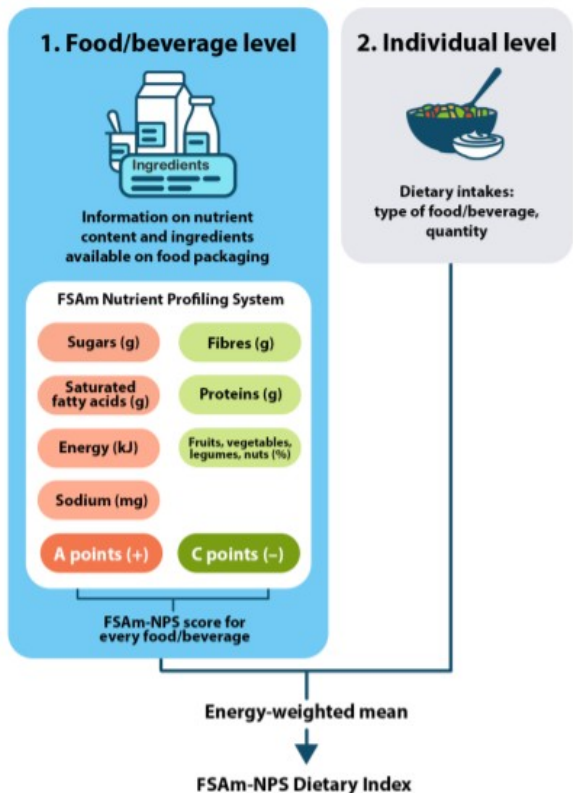 1. Food/beverage level
Ingredients
Information on nutrient
content and ingredients
available on food packaging
FSAm Nutrient Profiling System
Sugars (g)
Fibres (g)
Saturated
fatty acids (g)
Proteins (g)
Energy (kJ)
Fruits, vegetables,
legumes, nuts (%)
Sodium (mg)
A points (+)
C points (–)
FSAm-NPS score for
every food/beverage
2. Individual level
Dietary intakes:
type of food/beverage,
quantity
Energy-weighted mean
FSAm-NPS Dietary Index